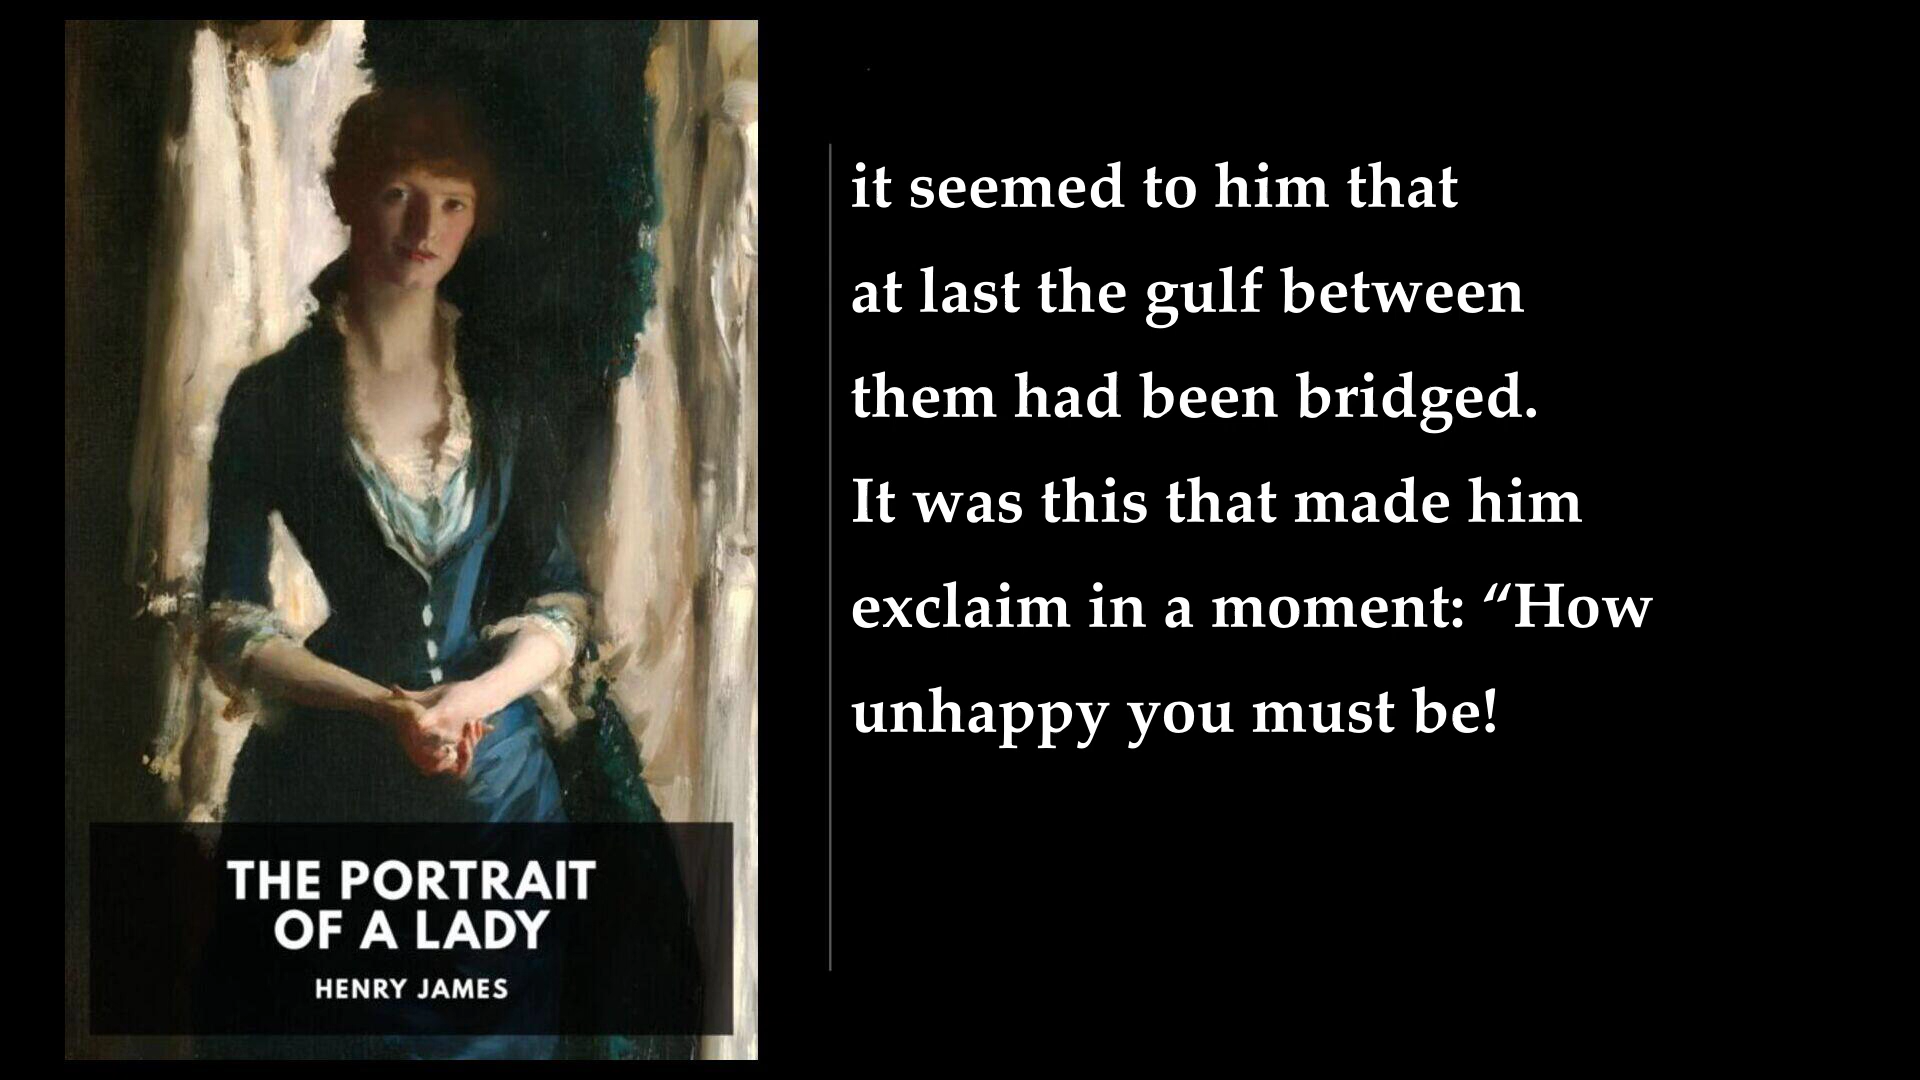 it seemed to him that
at last the gulf between
them had been bridged.
It was this that made him
exclaim in a moment: “How
unhappy you must be!
THE PORTRAIT
OF A LADY
HENRY JAMES